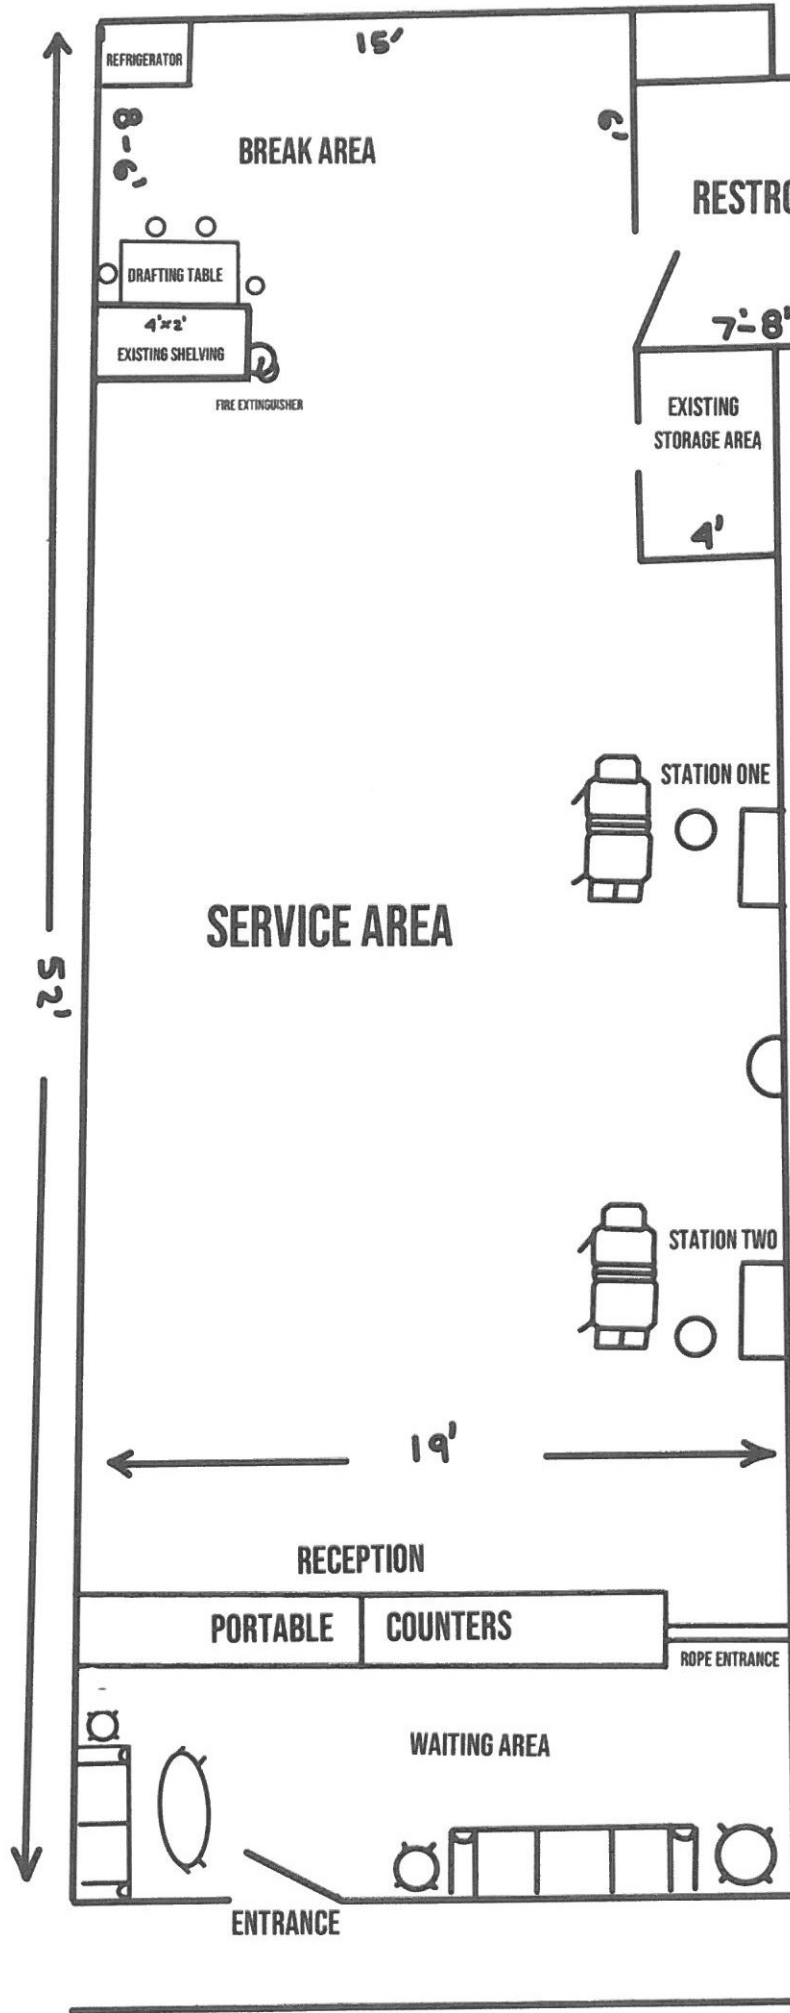 REFRIGERATOR
15'
8-6'
BREAK AREA
6'
DRAFTING TABLE
4'x2'
EXISTING SHELVING
FIRE EXTINGUISHER
RESTRO
7'-8"
EXISTING
STORAGE AREA
4'
STATION ONE
SERVICE AREA
52'
STATION TWO
19'
RECEPTION
PORTABLE COUNTERS
ROPE ENTRANCE
WAITING AREA
ENTRANCE